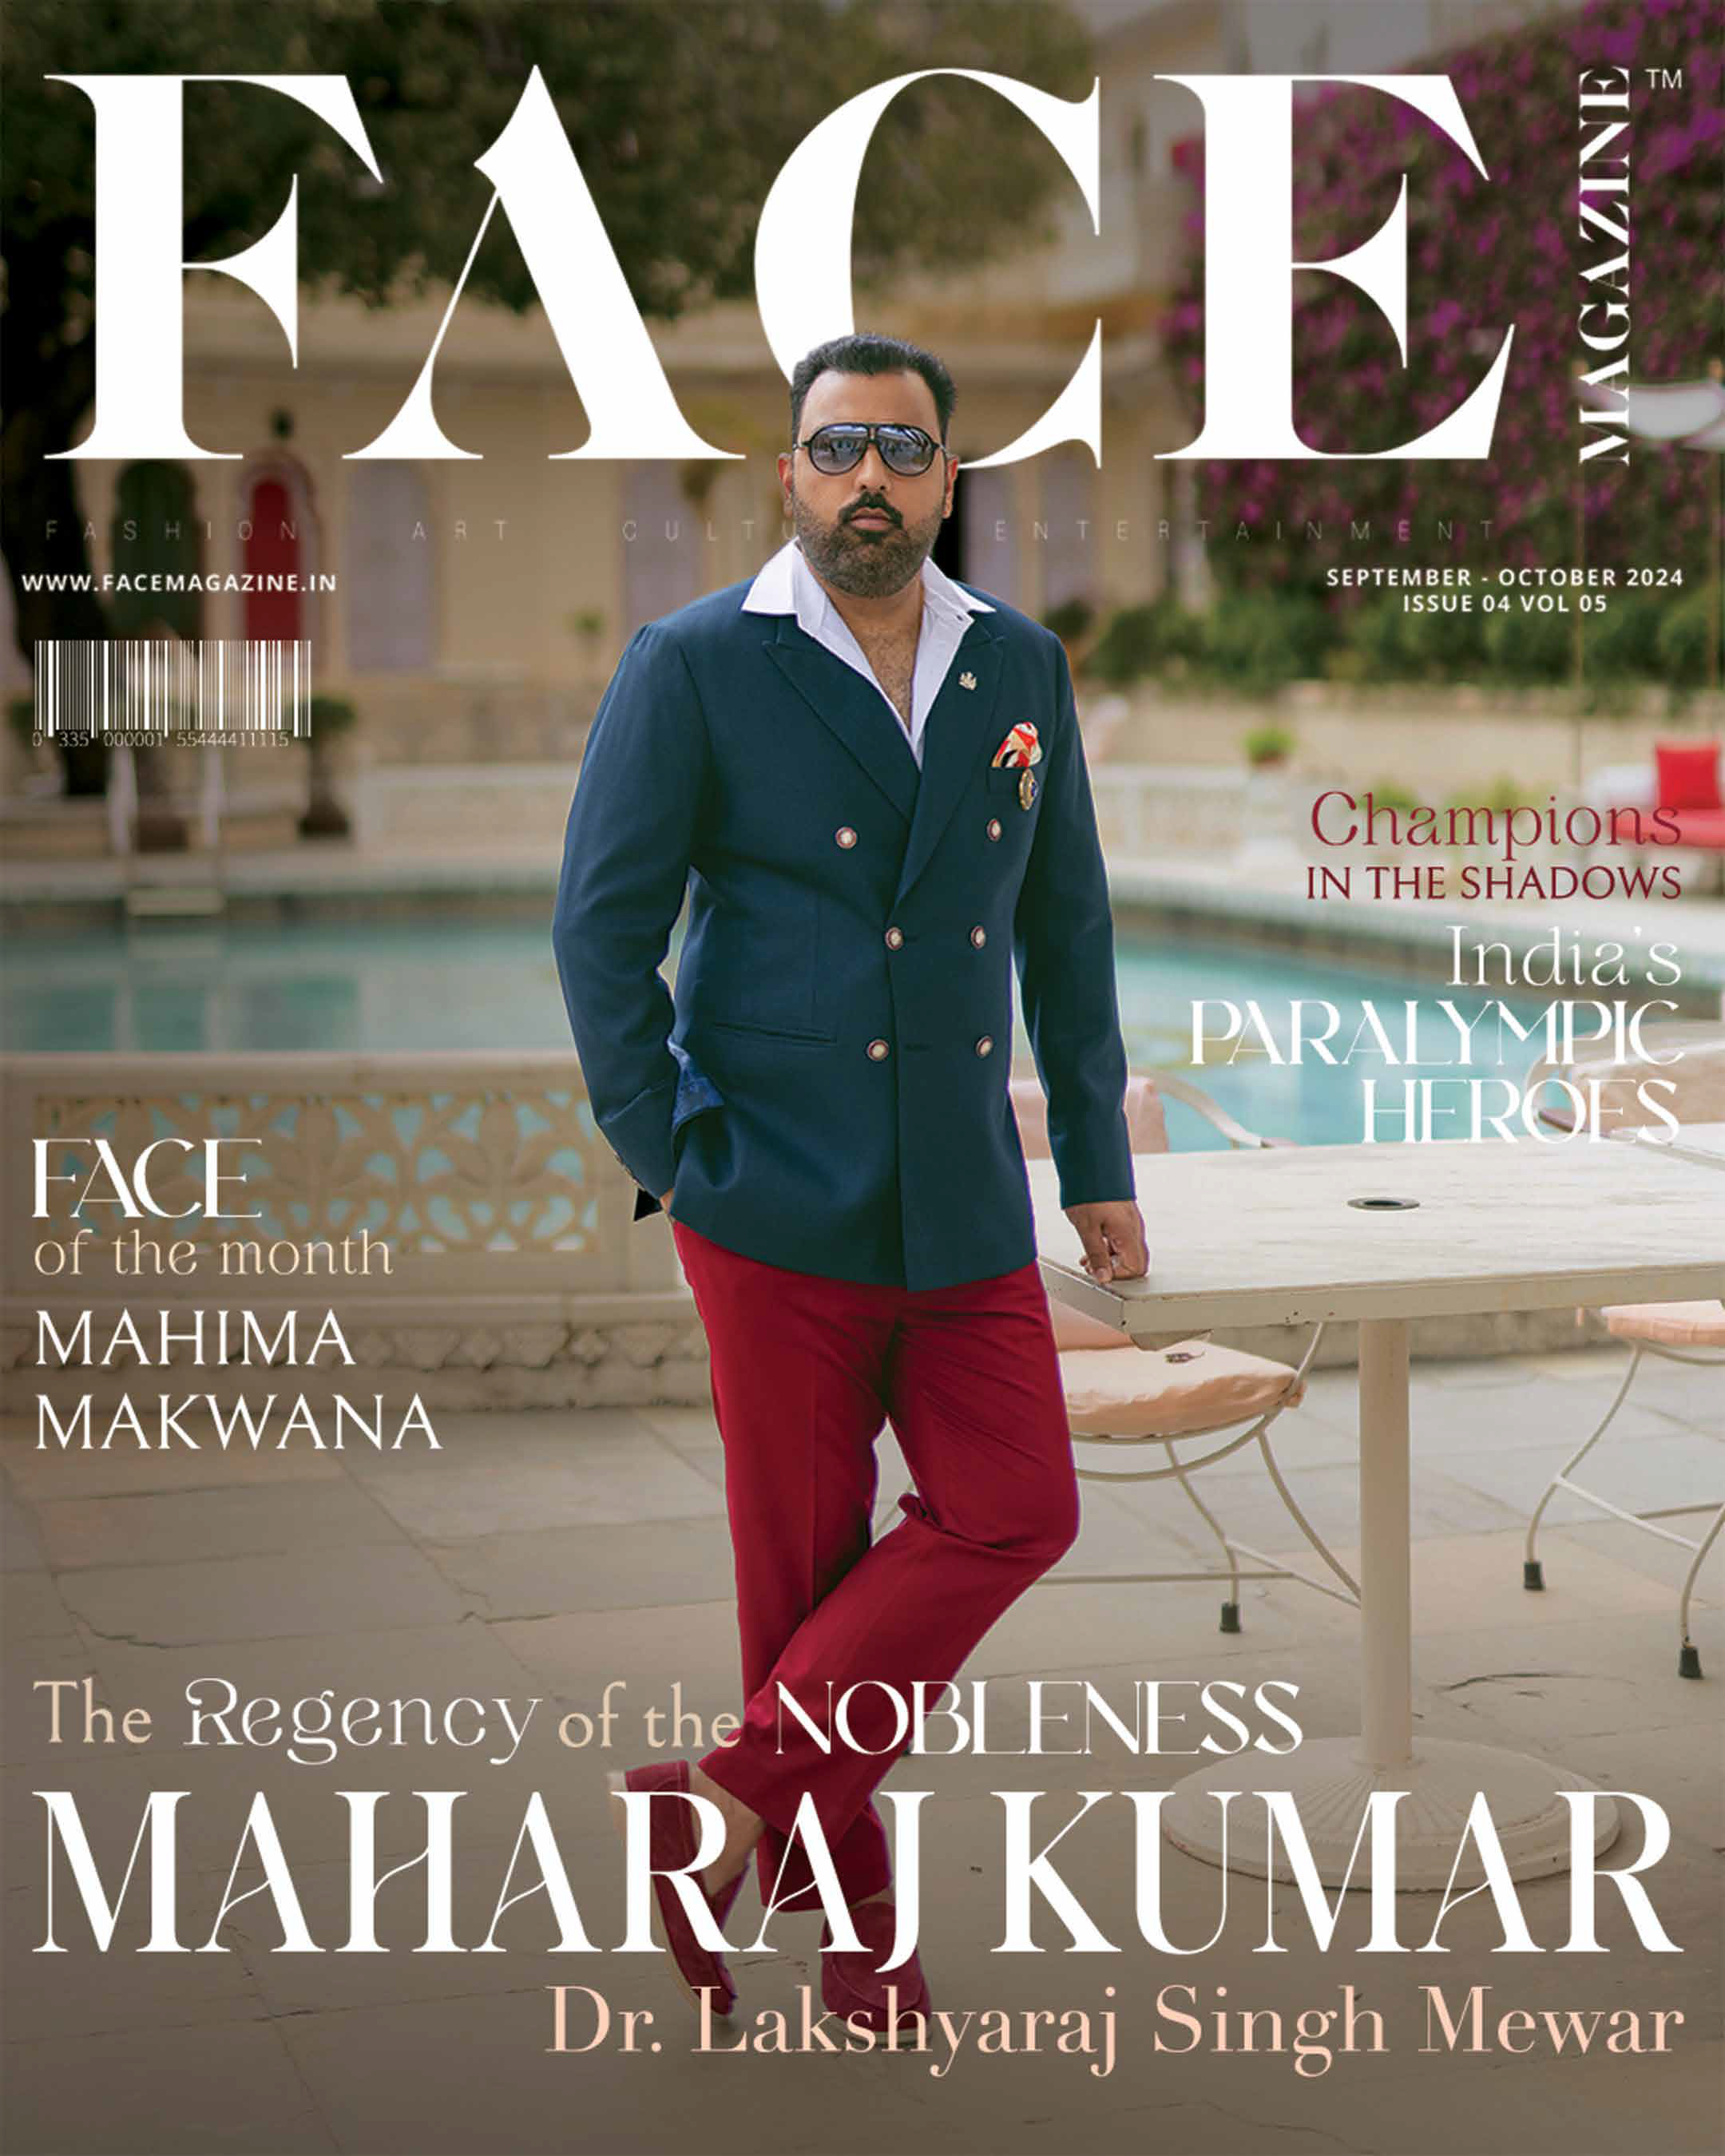 FACE
MAGAZINE
TM
FASHION ART CULTU ENTERTAINMENT
WWW.FACEMAGAZINE.IN
SEPTEMBER - OCTOBER 2024
ISSUE 04 VOL 05
0 335 000001 55444411115
Champions
IN THE SHADOWS
India's
PARALYMPIC
HEROES
FACE
of the month
MAHIMA
MAKWANA
The Regency of the NOBLENESS
MAHARAJ KUMAR
Dr. Lakshyaraj Singh Mewar